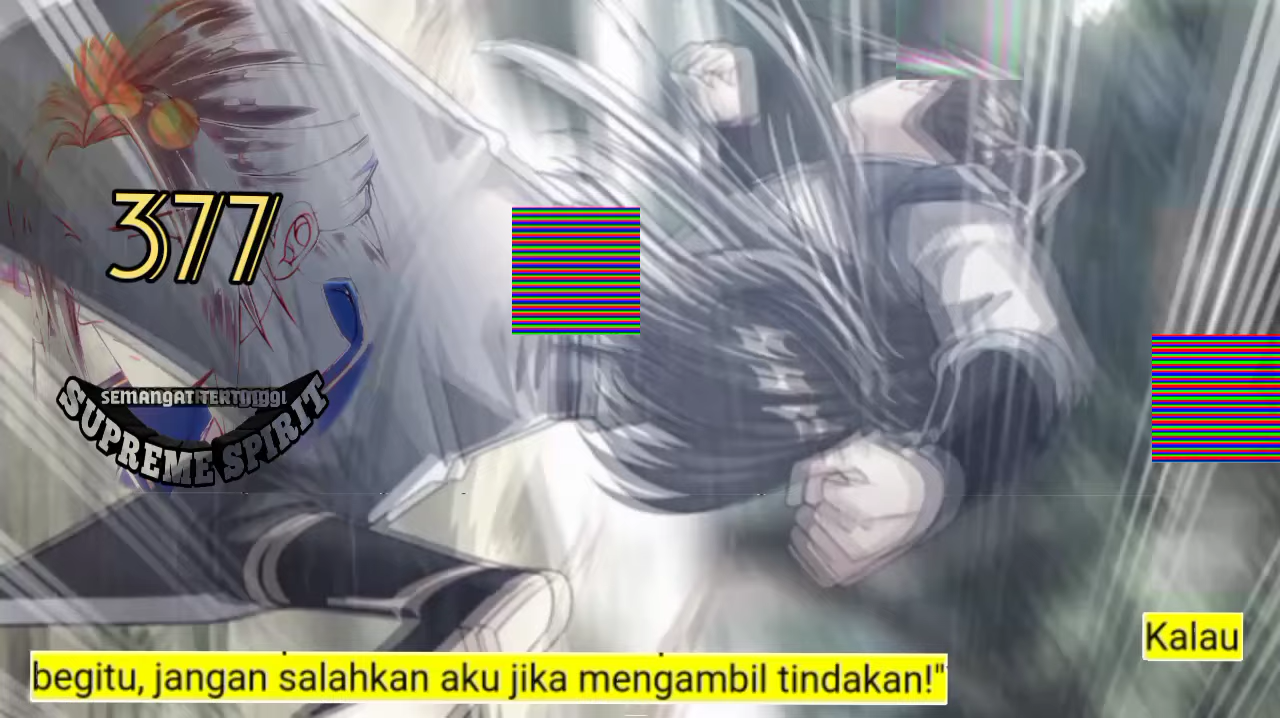 377
SEMANGAT TERTINGGI
SUPREME SPIRIT
Kalau
begitu, jangan salahkan aku jika mengambil tindakan!"